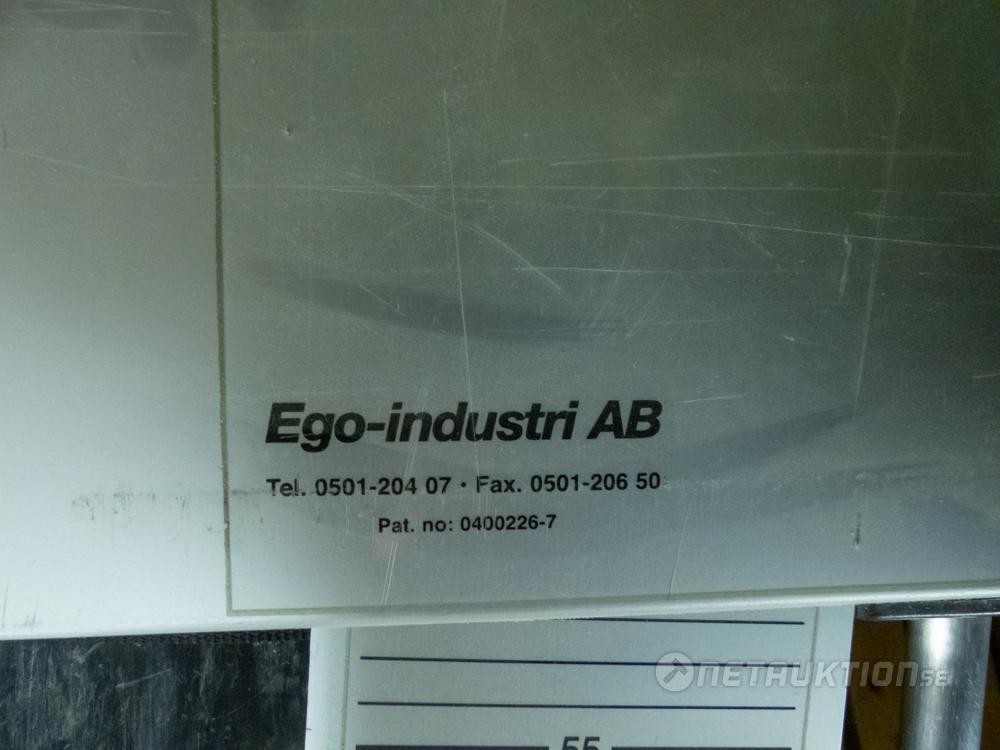 Ego-industri AB
Tel. 0501-204 07 · Fax. 0501-206 50
Pat. no: 0400226-7
NETAUKTION.SE
55